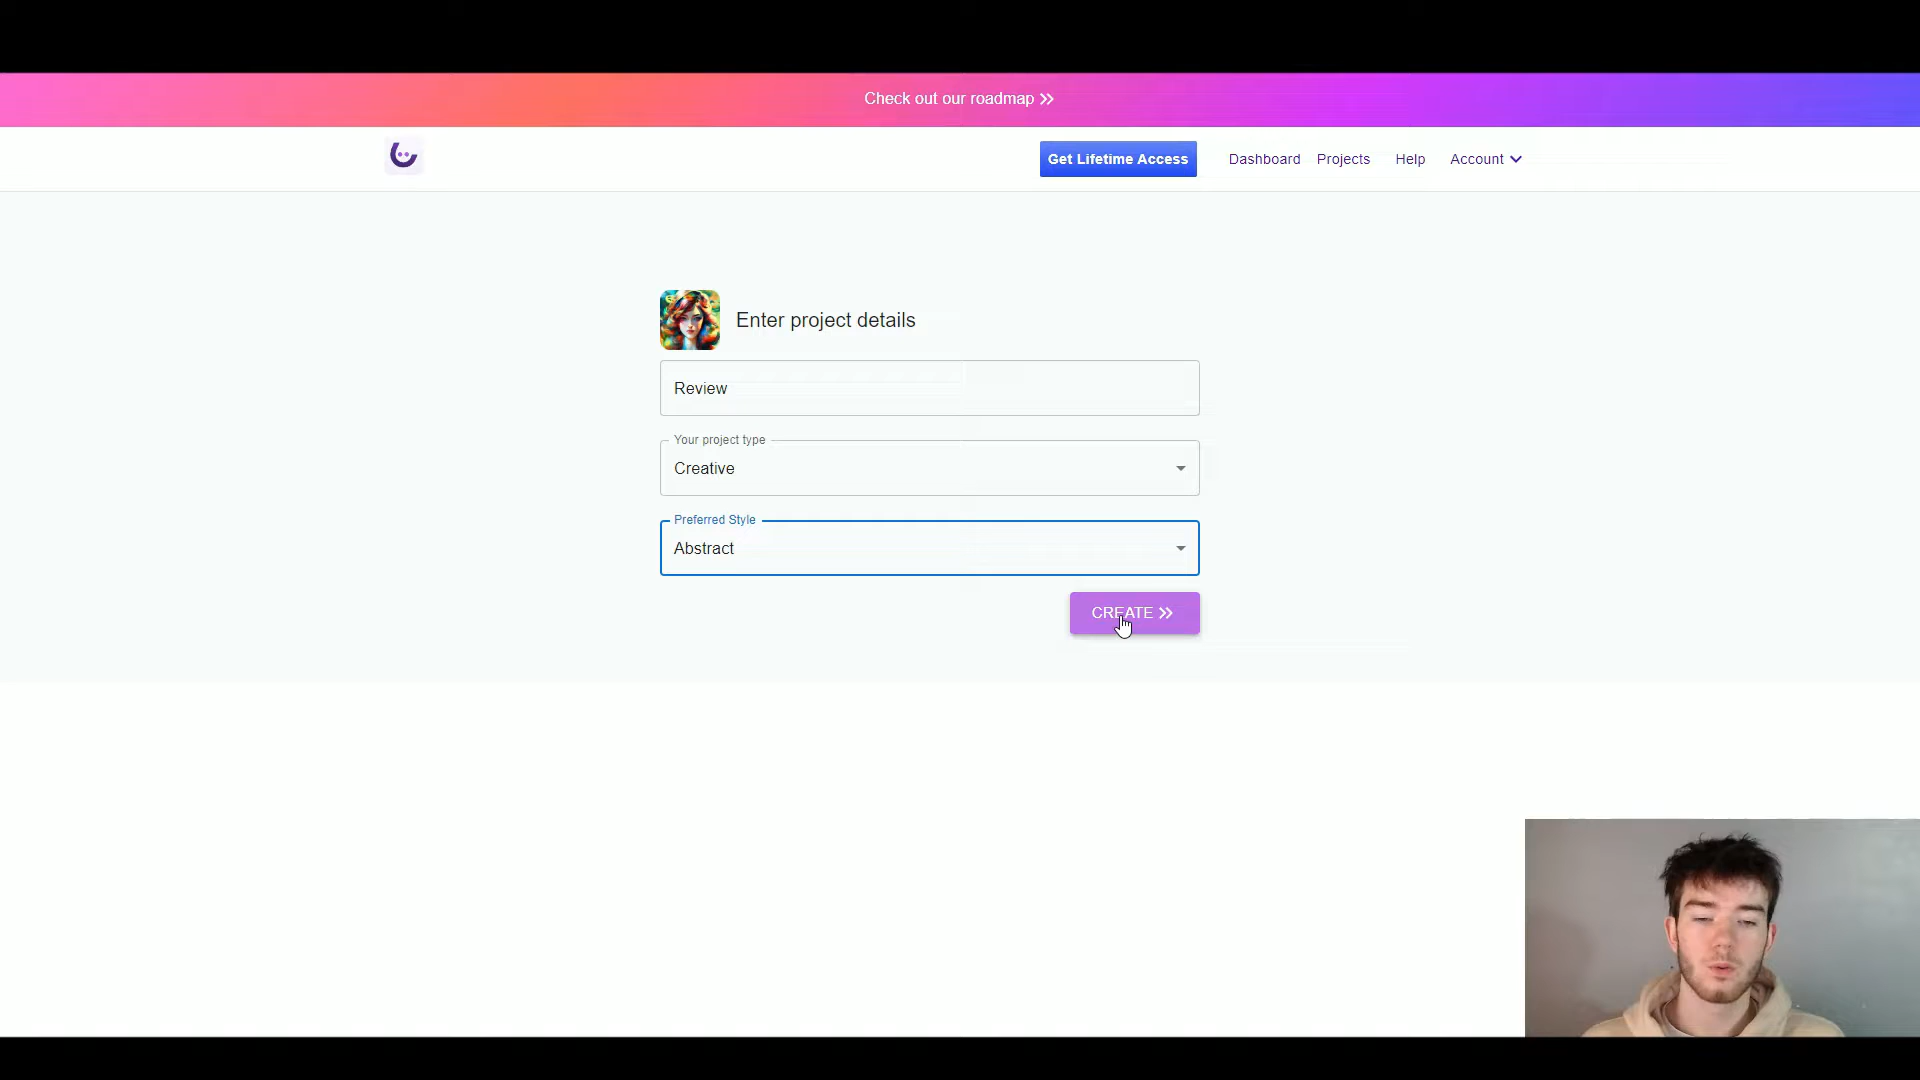 Check out our roadmap >>
Get Lifetime Access
Dashboard
Projects
Help
Account
Enter project details
Review
Your project type
Creative
Preferred Style
Abstract
CREATE >>